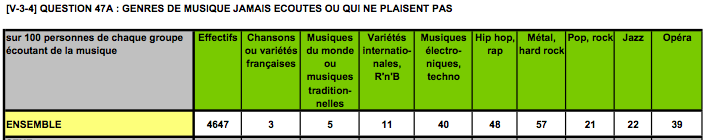 [V-3-4] QUESTION 47A : GENRES DE MUSIQUE JAMAIS ECOUTES OU QUI NE PLAISENT PAS
sur 100 personnes de chaque groupe écoutant de la musique
Effectifs
Chansons ou variétés françaises
Musiques du monde ou musiques tradition-nelles
Variétés internatio-nales, R'n'B
Musiques électro-niques, techno
Hip hop, rap
Métal, hard rock
Pop, rock
Jazz
Opéra
ENSEMBLE 4647 3 5 11 40 48 57 21 22 39